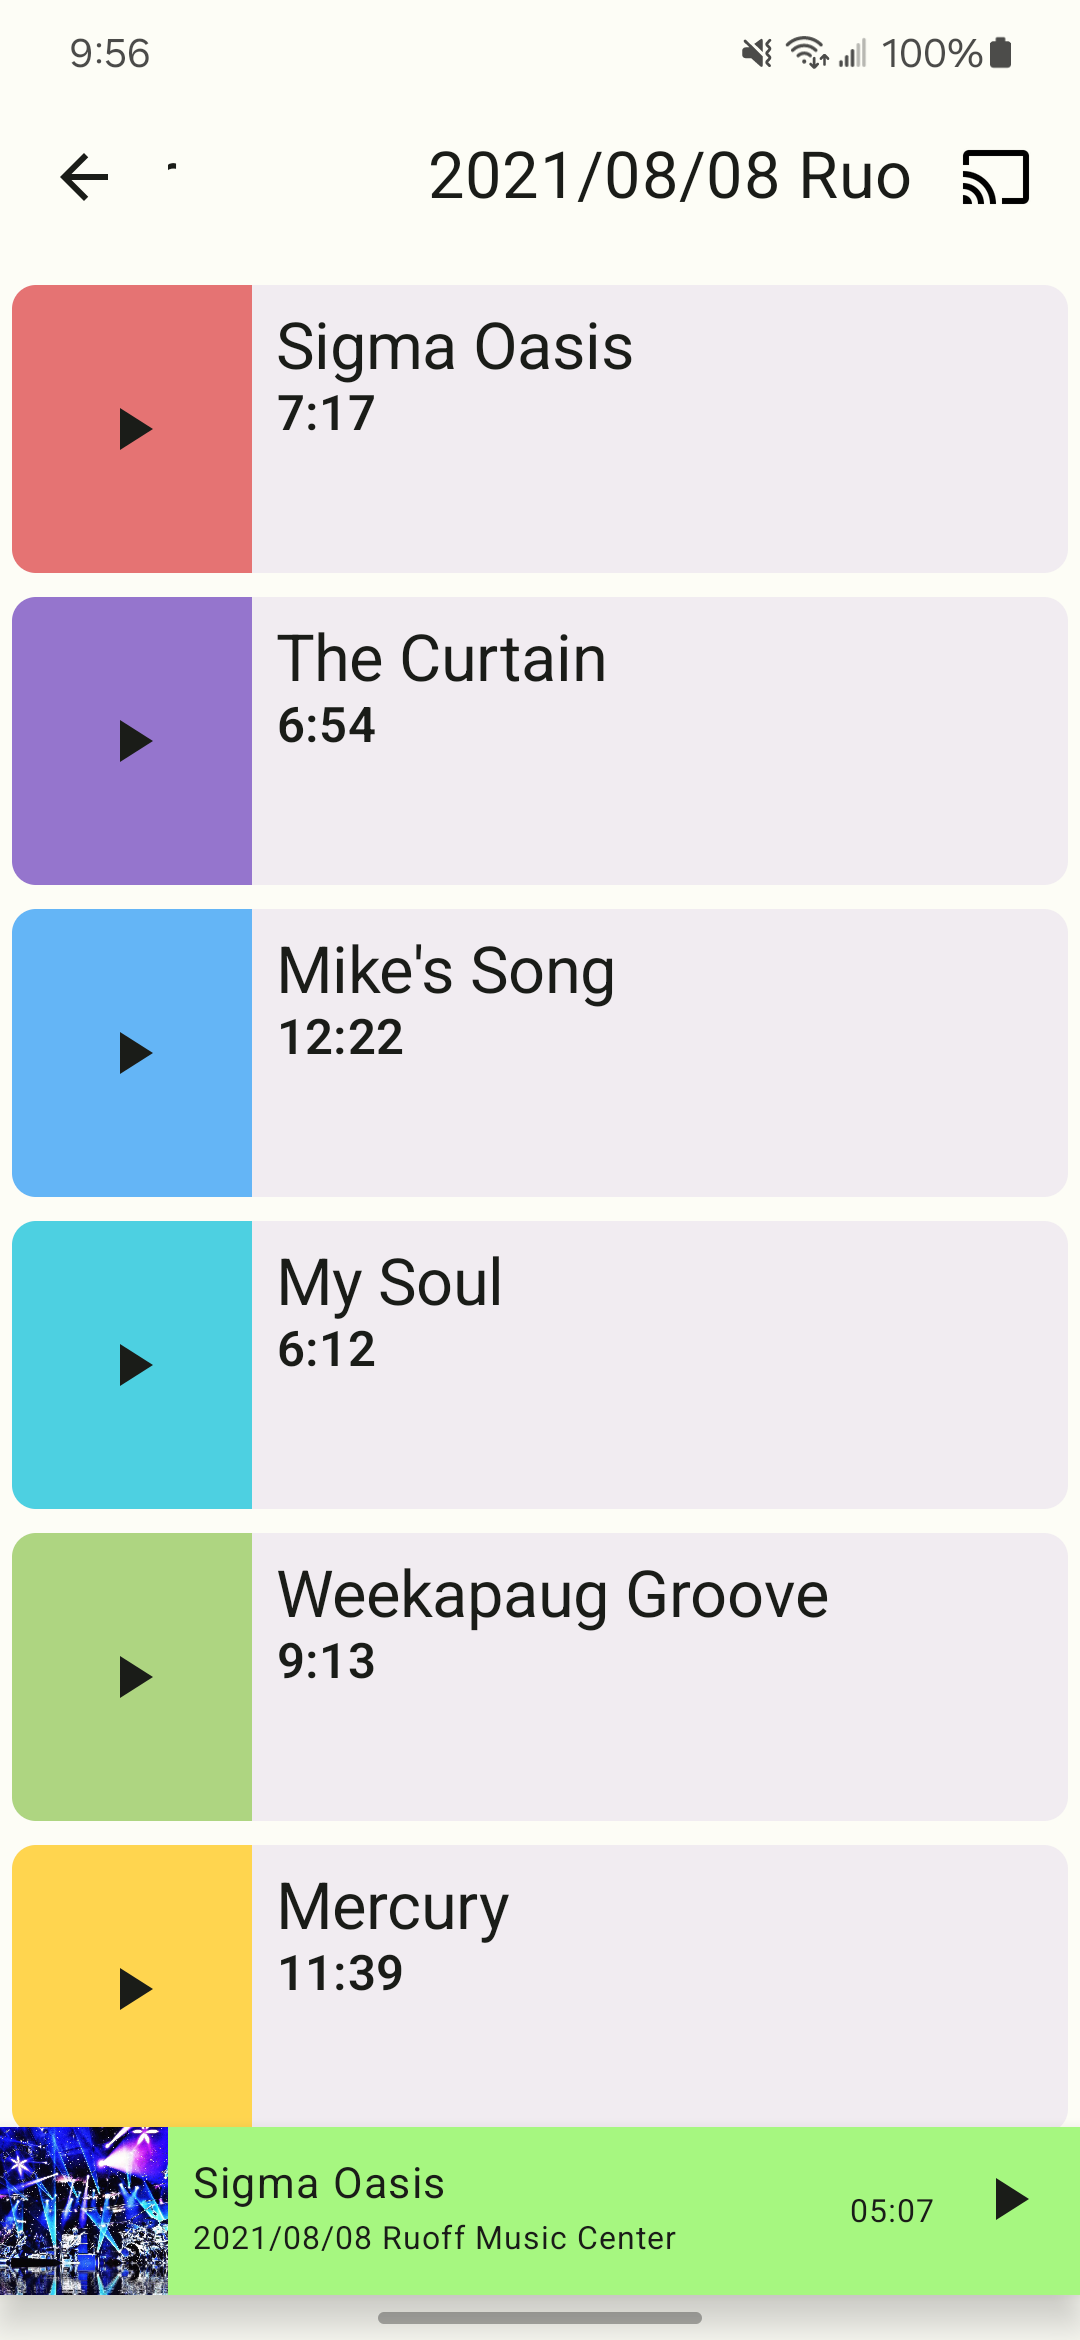 9:56
100%
2021/08/08 Ruo
Sigma Oasis
7:17
The Curtain
6:54
Mike's Song
12:22
My Soul
6:12
Weekapaug Groove
9:13
Mercury
11:39
Sigma Oasis
2021/08/08 Ruoff Music Center
05:07